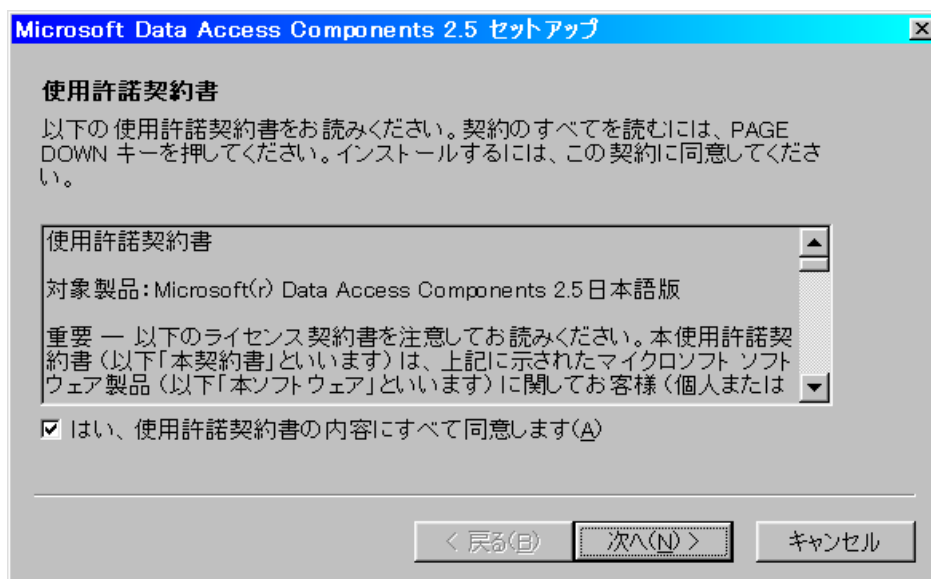 Microsoft Data Access Components 2.5 セットアップ
使用許諾契約書
以下の使用許諾契約書をお読みください。契約のすべてを読むには、PAGE
DOWN キーを押してください。インストールするには、この契約に同意してくださ
い。
使用許諾契約書
対象製品：Microsoft(r) Data Access Components 2.5日本語版
重要 ― 以下のライセンス契約書を注意してお読みください。本使用許諾契
約書（以下「本契約書」といいます）は、上記に示されたマイクロソフト ソフト
ウェア製品（以下「本ソフトウェア」といいます）に関してお客様（個人または
はい、使用許諾契約書の内容にすべて同意します(A)
< 戻る(B)
次へ(N) >
キャンセル